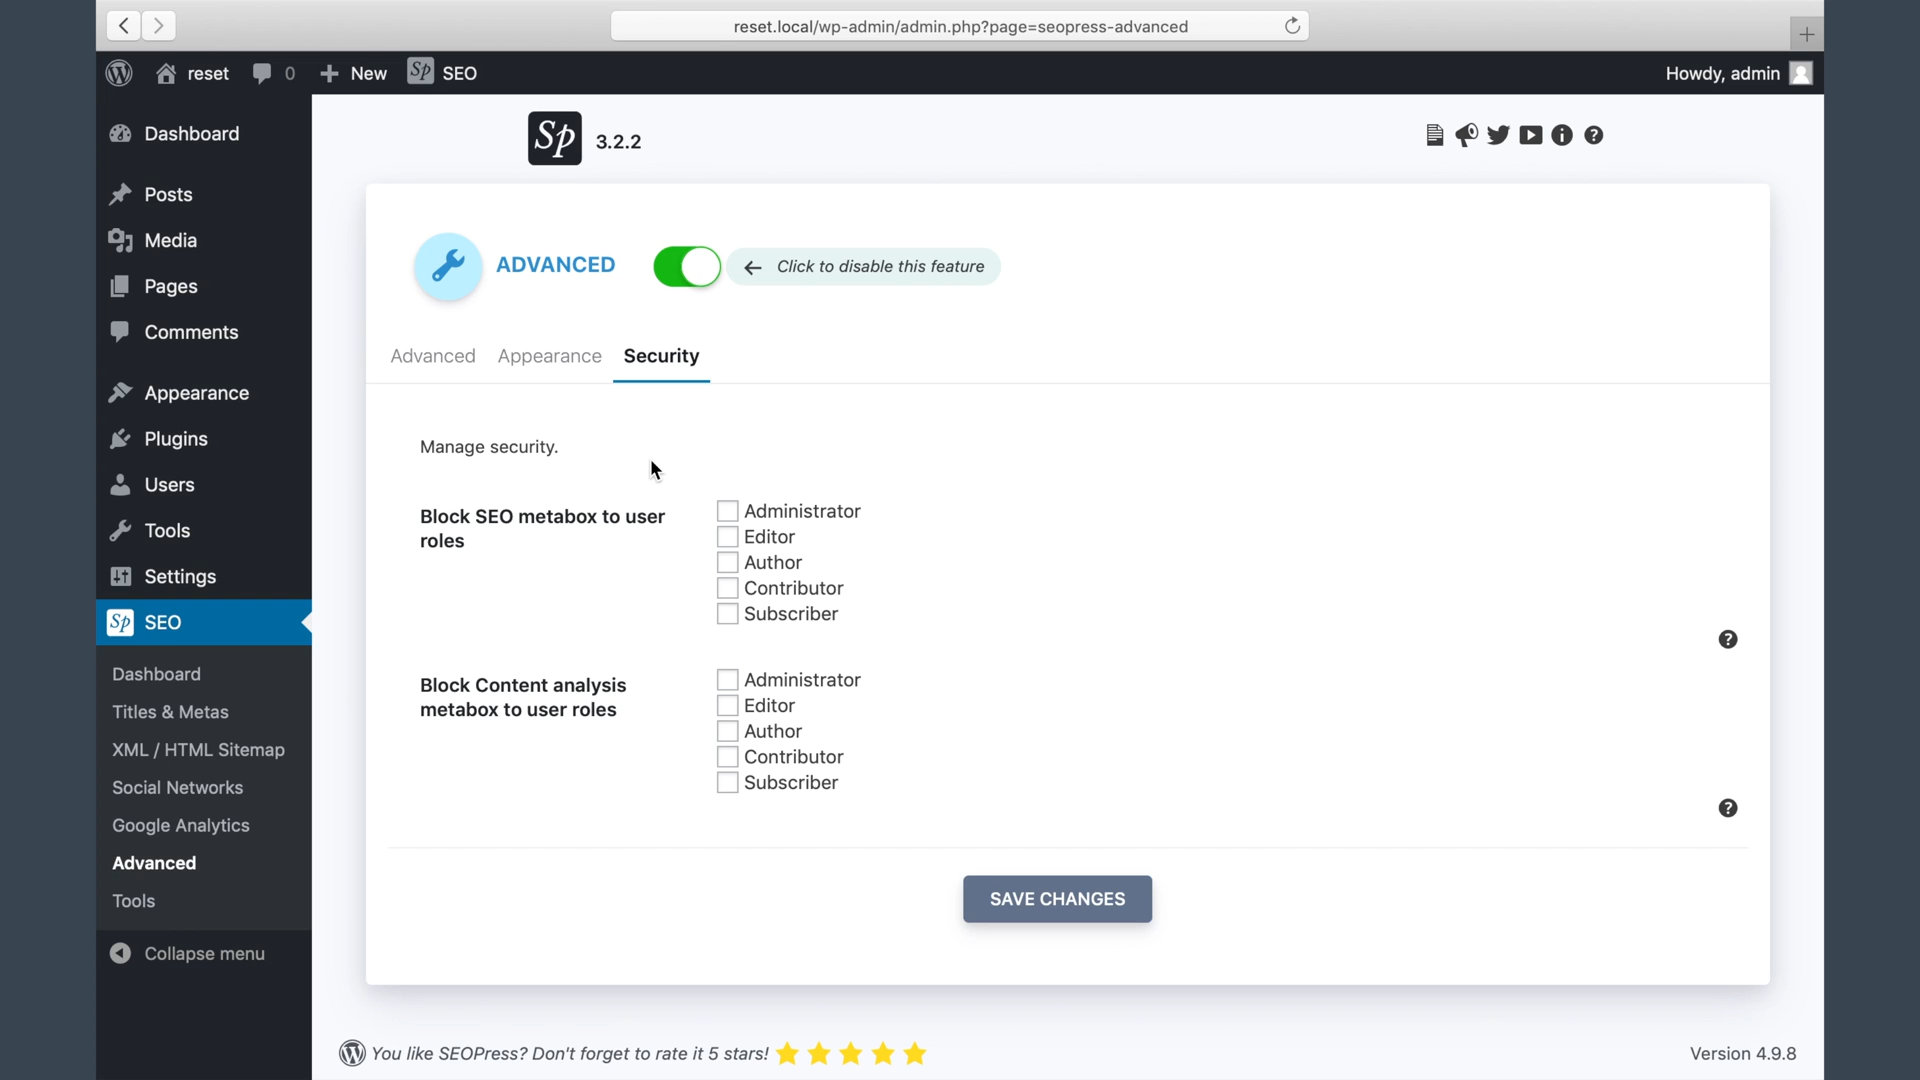 reset.local/wp-admin/admin.php?page=seopress-advanced
reset
0
New
Sp
SEO
Howdy, admin
Dashboard
Posts
Media
Pages
Comments
Appearance
Plugins
Users
Tools
Settings
Sp
SEO
Dashboard
Titles & Metas
XML / HTML Sitemap
Social Networks
Google Analytics
Advanced
Tools
Collapse menu
Sp
3.2.2
ADVANCED
Click to disable this feature
Advanced
Appearance
Security
Manage security.
Block SEO metabox to user
roles
Administrator
Editor
Author
Contributor
Subscriber
Block Content analysis
metabox to user roles
Administrator
Editor
Author
Contributor
Subscriber
SAVE CHANGES
You like SEOPress? Don't forget to rate it 5 stars!
Version 4.9.8